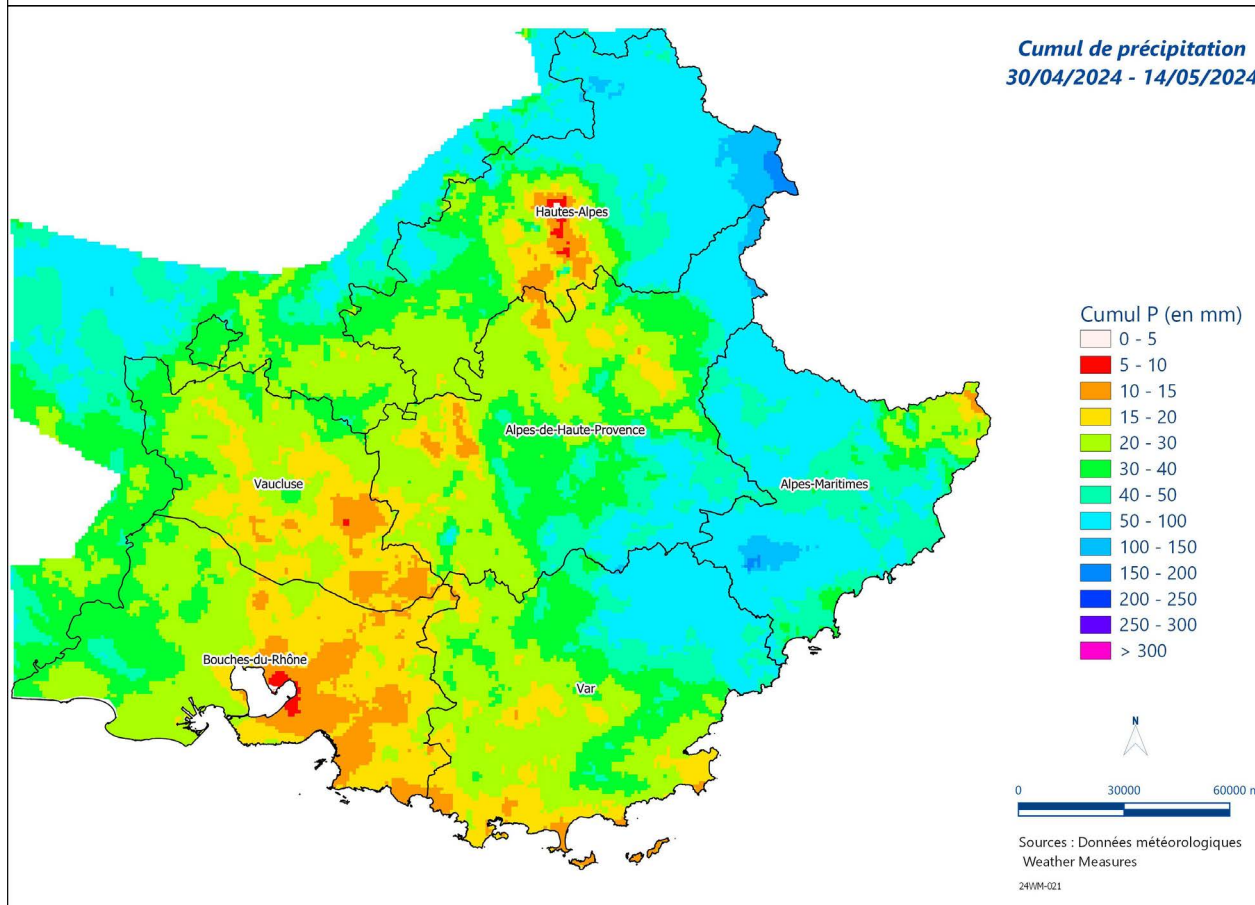 Cumul de précipitation
30/04/2024 - 14/05/2024
Hautes-Alpes
Alpes-de-Haute-Provence
Vaucluse
Alpes-Maritimes
Bouches-du-Rhône
Var
Cumul P (en mm)
0 - 5
5 - 10
10 - 15
15 - 20
20 - 30
30 - 40
40 - 50
50 - 100
100 - 150
150 - 200
200 - 250
250 - 300
> 300
N
0 30000 60000 m
Sources : Données météorologiques
Weather Measures
24WM-021